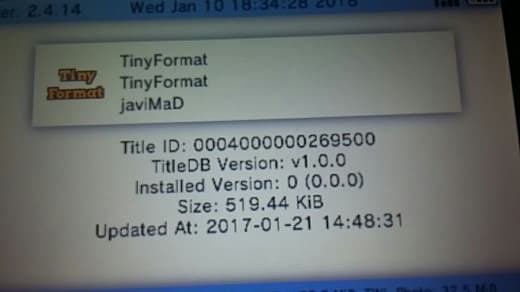 er. 2.4.14 Wed Jan 10 18:34:28 2018
Tiny
Format
TinyFormat
TinyFormat
javiMaD
Title ID: 0004000000269500
TitleDB Version: v1.0.0
Installed Version: 0 (0.0.0)
Size: 519.44 KiB
Updated At: 2017-01-21 14:48:31